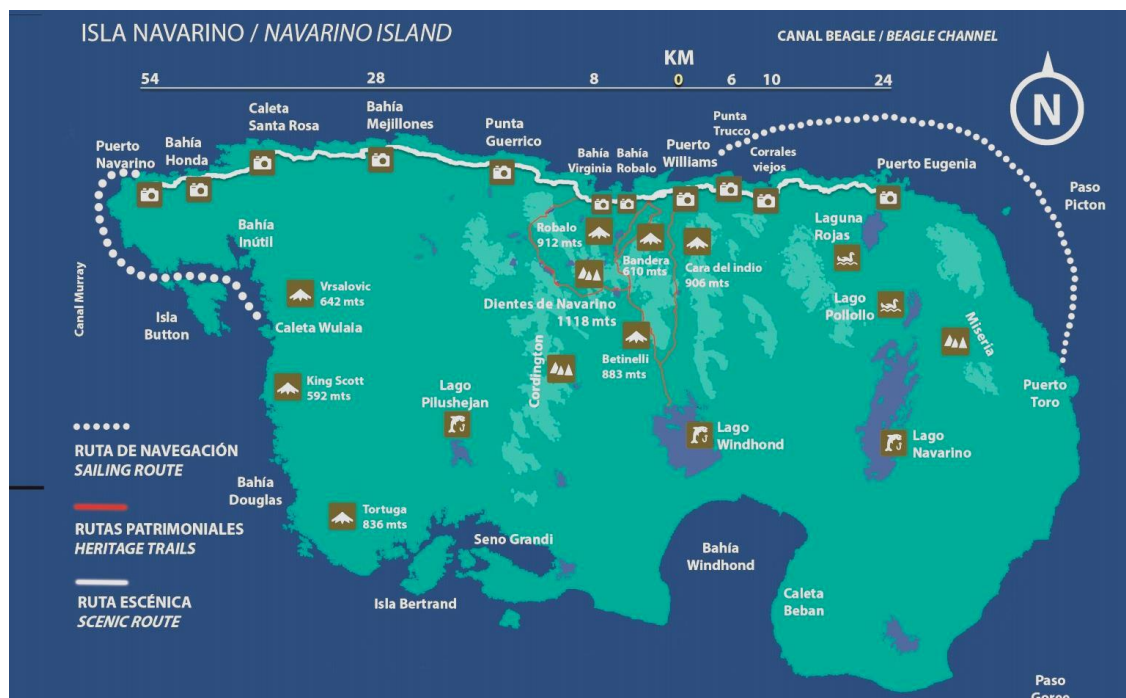 ISLA NAVARINO / NAVARINO ISLAND
CANAL BEAGLE / BEAGLE CHANNEL
KM
54 28 8 0 6 10 24
N
Puerto
Navarino
Bahía
Honda
Caleta
Santa Rosa
Bahía
Mejillones
Punta
Guerrico
Bahía
Virginia
Bahía
Robalo
Puerto
Williams
Punta
Trucco
Corrales
viejos
Puerto Eugenia
Paso
Picton
Canal Murray
Bahía
Inútil
Isla
Button
Vrsalovic
642 mts
Caleta Wulaia
King Scott
592 mts
Robalo
912 mts
Bandera
610 mts
Cara del indio
906 mts
Dientes de Navarino
1118 mts
Betinelli
883 mts
Cordington
Laguna
Rojas
Lago
Pollollo
Miseria
Puerto
Toro
Lago
Pilushejan
Lago
Windhond
Lago
Navarino
RUTA DE NAVEGACIÓN
SAILING ROUTE
RUTAS PATRIMONIALES
HERITAGE TRAILS
RUTA ESCÉNICA
SCENIC ROUTE
Bahía
Douglas
Tortuga
836 mts
Seno Grandi
Isla Bertrand
Bahía
Windhond
Caleta
Beban
Paso
Goree